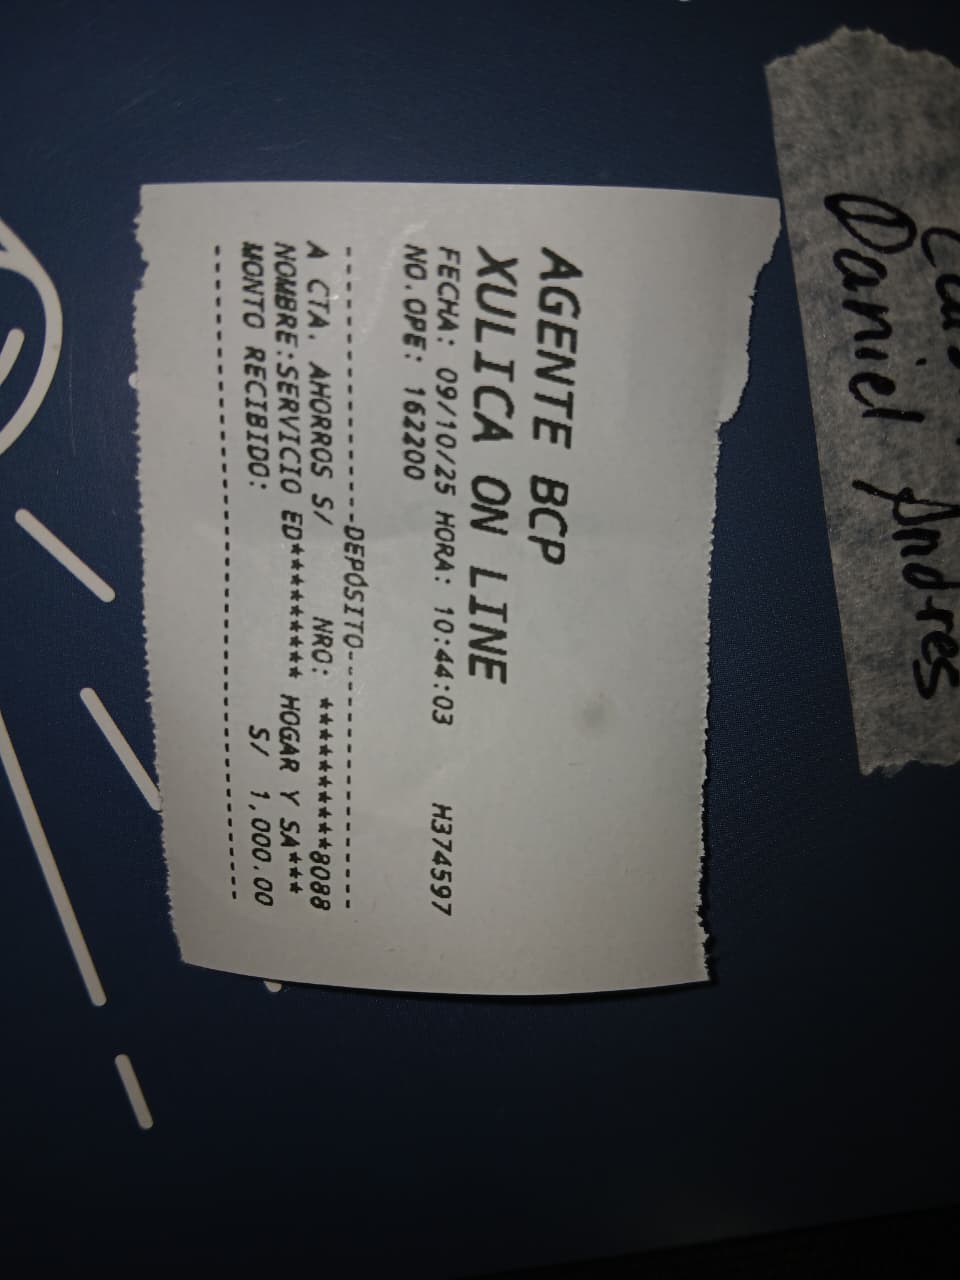 AGENTE BCP
XULICA ON LINE
FECHA: 09/10/25 HORA: 10:44:03 H374597
NO.OPE: 162200
--------------------DEPÓSITO--------------------
A CTA. AHORROS S/ NRO: **********8088
NOMBRE:SERVICIO ED********* HOGAR Y SA***
MONTO RECIBIDO: S/ 1,000.00
------------------------------------------------
Daniel Andres